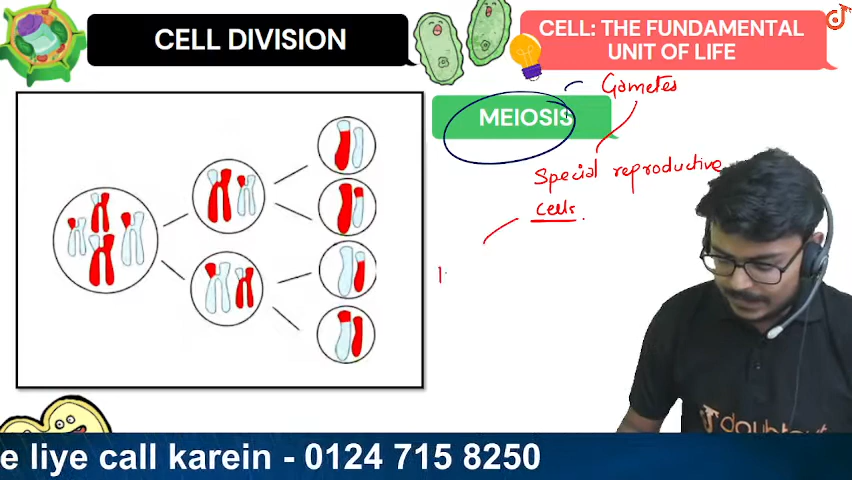 CELL DIVISION
CELL: THE FUNDAMENTAL
UNIT OF LIFE
Gametes
MEIOSIS
Special reproductive
cells.
1.
doubtnut
e liye call karein - 0124 715 8250